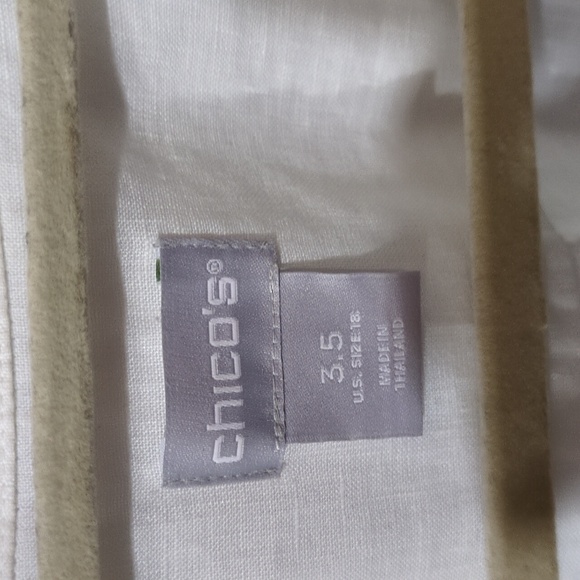 chico's®
3.5
U.S. SIZE:18
MADE IN
THAILAND